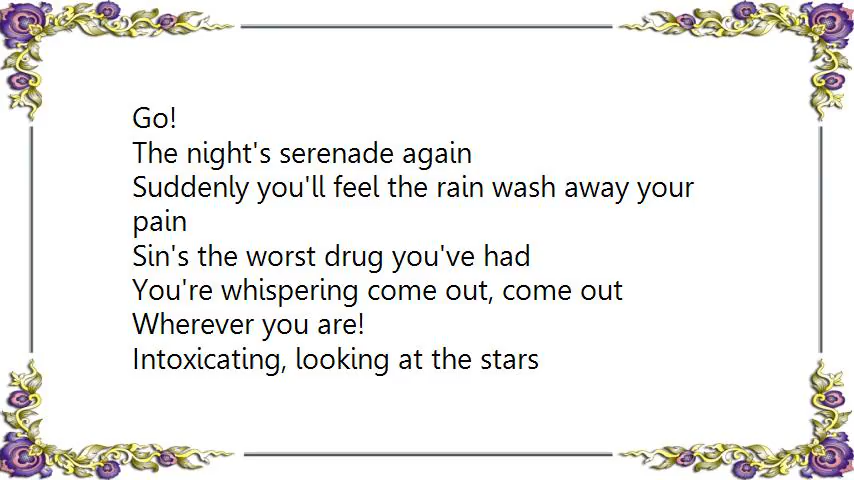 Go!
The night's serenade again
Suddenly you'll feel the rain wash away your
pain
Sin's the worst drug you've had
You're whispering come out, come out
Wherever you are!
Intoxicating, looking at the stars